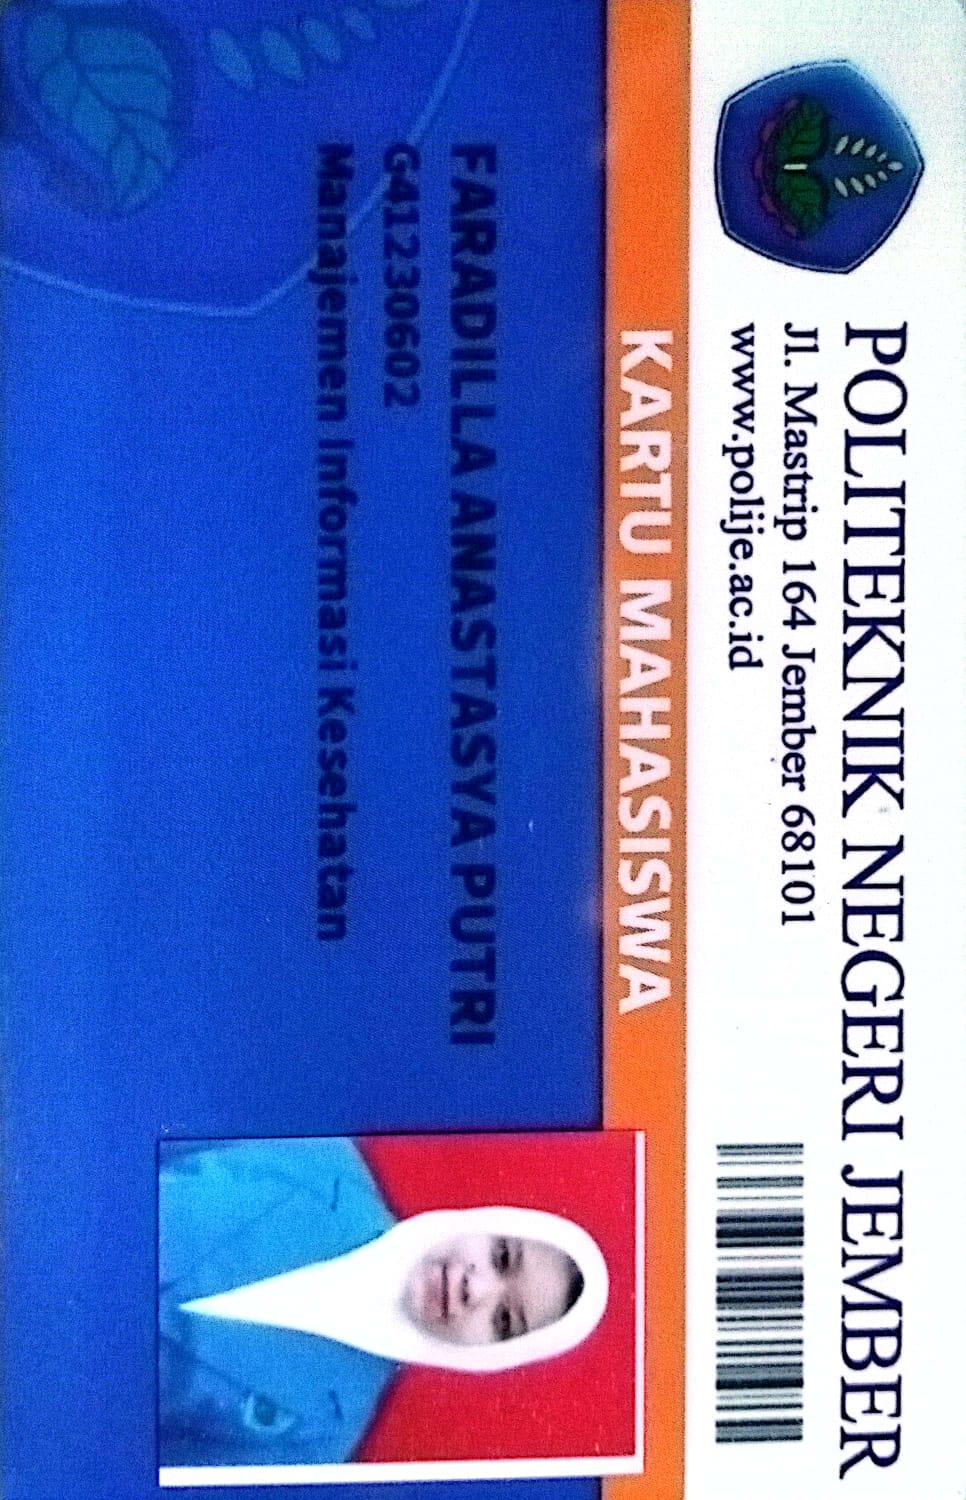 POLITEKNIK NEGERI JEMBER
Jl. Mastrip 164 Jember 68101
www.polije.ac.id
KARTU MAHASISWA
FARADILLA ANASTASYA PUTRI
G41230602
Manajemen Informasi Kesehatan